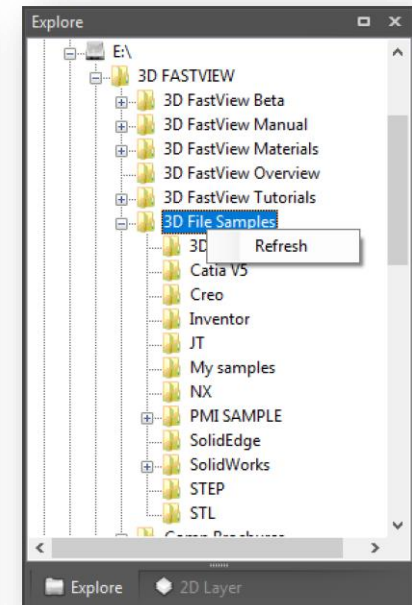 Explore
E:\
3D FASTVIEW
3D FastView Beta
3D FastView Manual
3D FastView Materials
3D FastView Overview
3D FastView Tutorials
3D File Samples
3D
Refresh
Catia V5
Creo
Inventor
JT
My samples
NX
PMI SAMPLE
SolidEdge
SolidWorks
STEP
STL
Explore
2D Layer